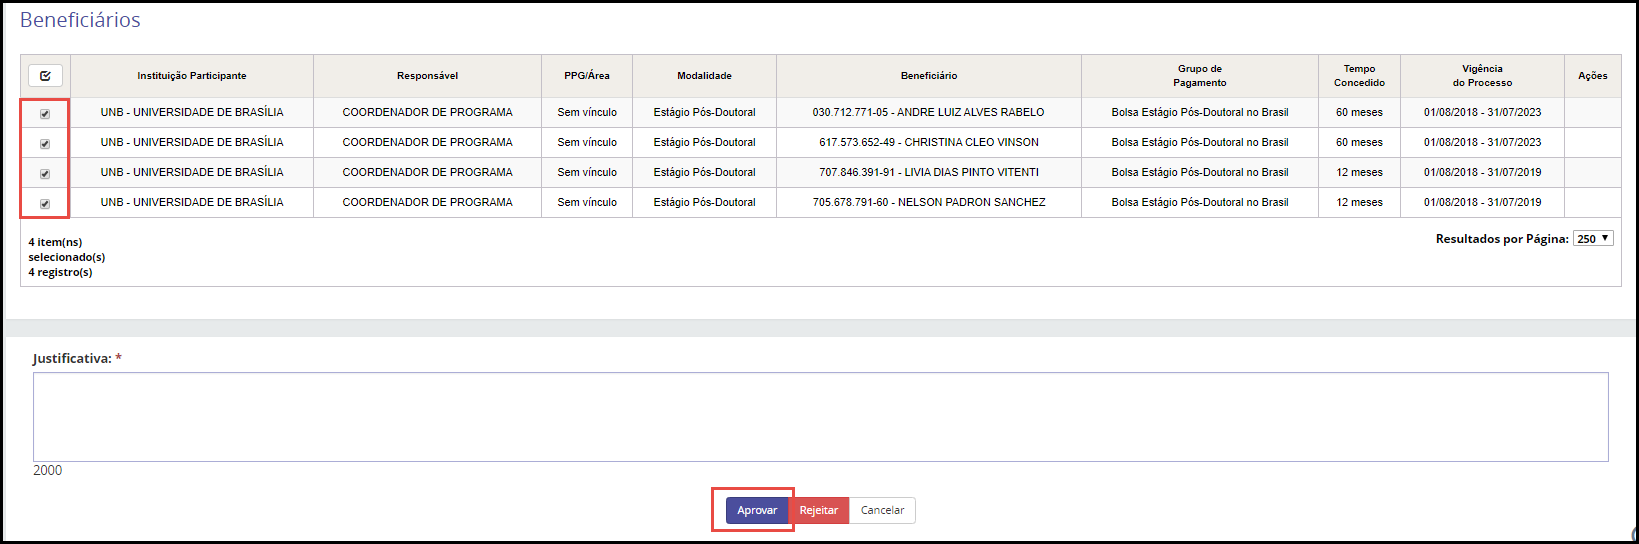 Beneficiários
Instituição Participante Responsável PPG/Área Modalidade Beneficiário Grupo de Pagamento Tempo Concedido Vigência do Processo Ações
UNB - UNIVERSIDADE DE BRASÍLIA COORDENADOR DE PROGRAMA Sem vínculo Estágio Pós-Doutoral 030.712.771-05 - ANDRE LUIZ ALVES RABELO Bolsa Estágio Pós-Doutoral no Brasil 60 meses 01/08/2018 - 31/07/2023
UNB - UNIVERSIDADE DE BRASÍLIA COORDENADOR DE PROGRAMA Sem vínculo Estágio Pós-Doutoral 617.573.652-49 - CHRISTINA CLEO VINSON Bolsa Estágio Pós-Doutoral no Brasil 60 meses 01/08/2018 - 31/07/2023
UNB - UNIVERSIDADE DE BRASÍLIA COORDENADOR DE PROGRAMA Sem vínculo Estágio Pós-Doutoral 707.846.391-91 - LIVIA DIAS PINTO VITENTI Bolsa Estágio Pós-Doutoral no Brasil 12 meses 01/08/2018 - 31/07/2019
UNB - UNIVERSIDADE DE BRASÍLIA COORDENADOR DE PROGRAMA Sem vínculo Estágio Pós-Doutoral 705.678.791-60 - NELSON PADRON SANCHEZ Bolsa Estágio Pós-Doutoral no Brasil 12 meses 01/08/2018 - 31/07/2019
4 item(ns)
selecionado(s)
4 registro(s)
Resultados por Página: 250
Justificativa: *
2000
Aprovar Rejeitar Cancelar